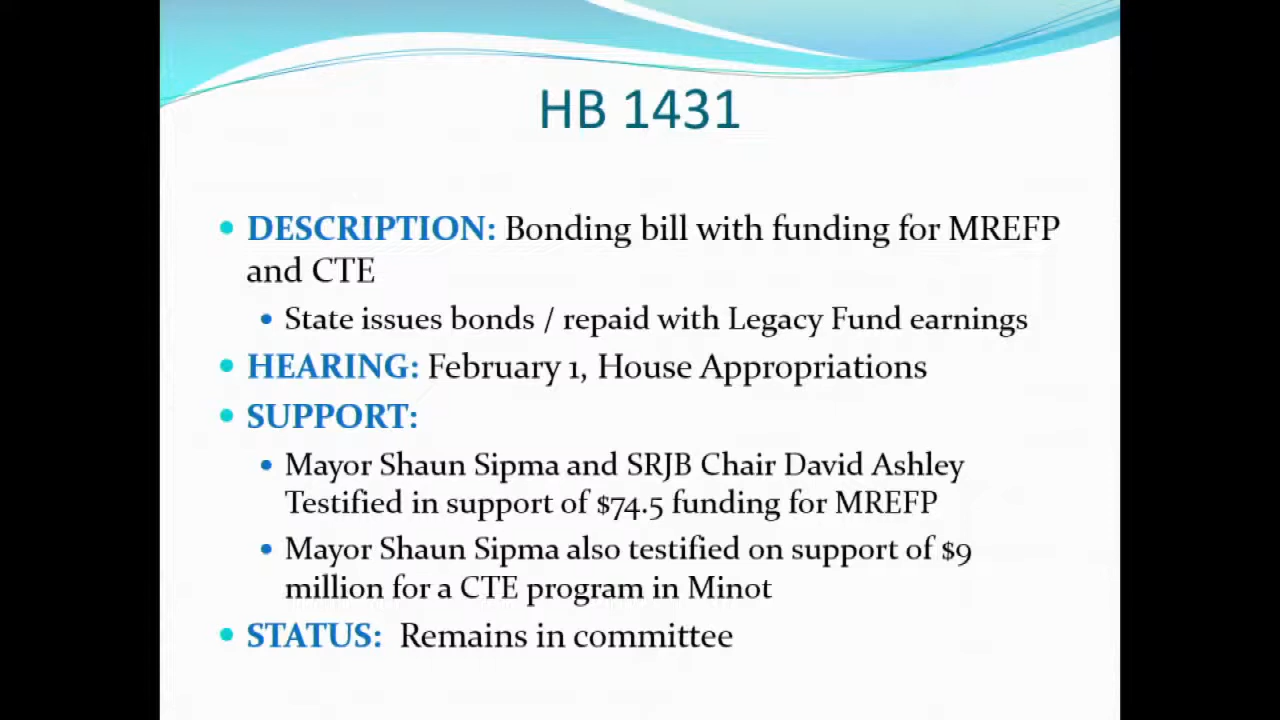 HB 1431
DESCRIPTION: Bonding bill with funding for MREFP
and CTE
State issues bonds / repaid with Legacy Fund earnings
HEARING: February 1, House Appropriations
SUPPORT:
Mayor Shaun Sipma and SRJB Chair David Ashley
Testified in support of $74.5 funding for MREFP
Mayor Shaun Sipma also testified on support of $9
million for a CTE program in Minot
STATUS: Remains in committee